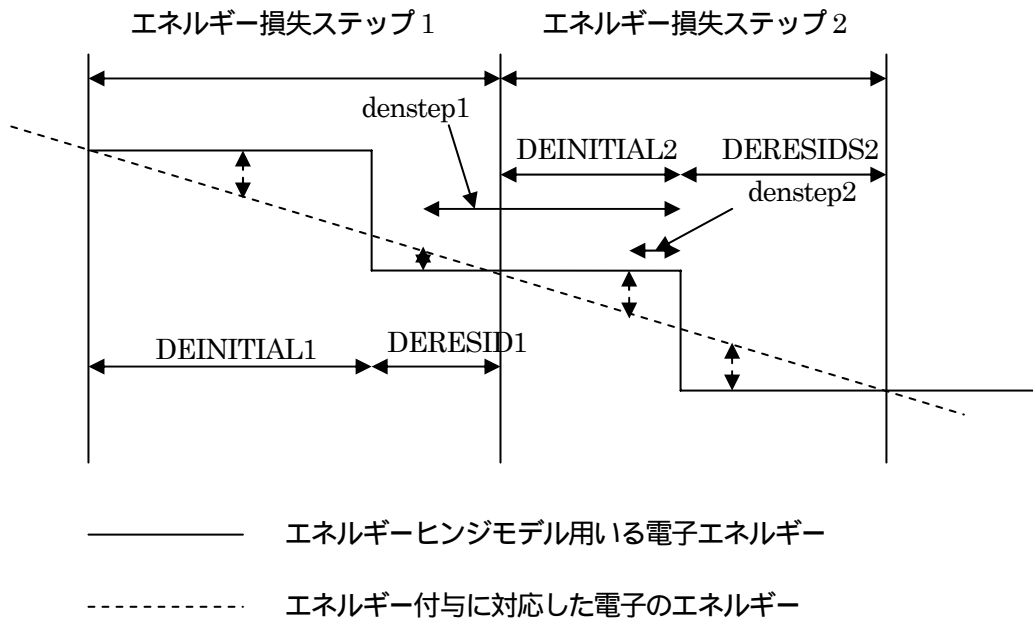 エネルギー損失ステップ 1
エネルギー損失ステップ 2
denstep1
DEINITIAL2
DERESIDS2
denstep2
DEINITIAL1
DERESID1
エネルギーヒンジモデル用いる電子エネルギー
エネルギー付与に対応した電子のエネルギー